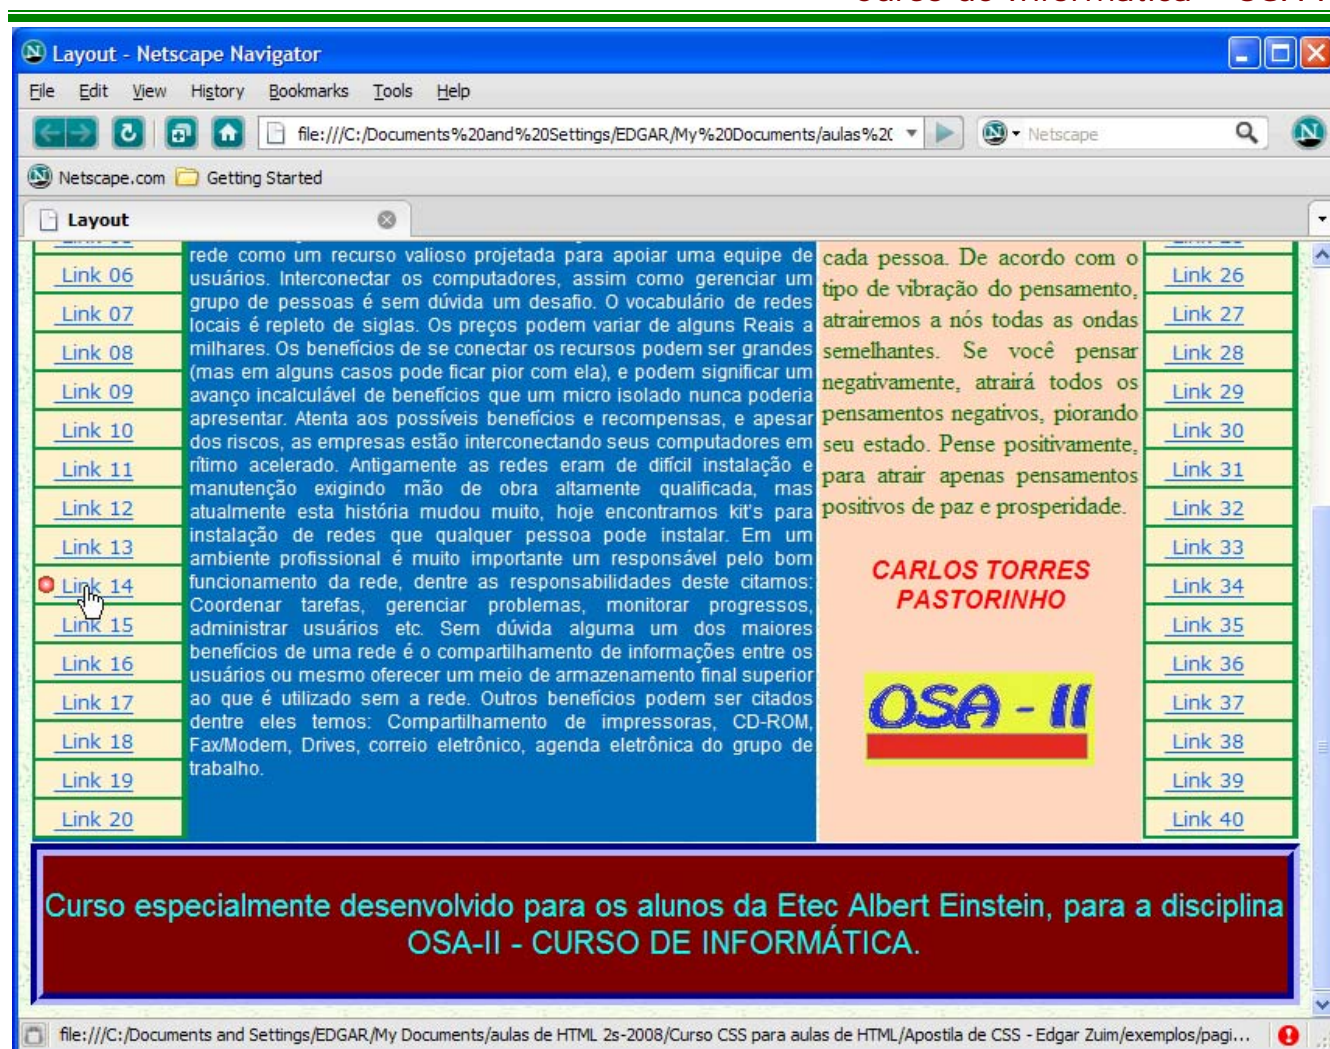 Layout - Netscape Navigator
File Edit View History Bookmarks Tools Help
file:///C:/Documents%20and%20Settings/EDGAR/My%20Documents/aulas%2
Netscape
Netscape.com Getting Started
Layout
Link 06
Link 07
Link 08
Link 09
Link 10
Link 11
Link 12
Link 13
Link 14
Link 15
Link 16
Link 17
Link 18
Link 19
Link 20
rede como um recurso valioso projetada para apoiar uma equipe de
usuários. Interconectar os computadores, assim como gerenciar um
grupo de pessoas é sem dúvida um desafio. O vocabulário de redes
locais é repleto de siglas. Os preços podem variar de alguns Reais a
milhares. Os benefícios de se conectar os recursos podem ser grandes
(mas em alguns casos pode ficar pior com ela), e podem significar um
avanço incalculável de benefícios que um micro isolado nunca poderia
apresentar. Atenta aos possíveis benefícios e recompensas, e apesar
dos riscos, as empresas estão interconectando seus computadores em
rítimo acelerado. Antigamente as redes eram de difícil instalação e
manutenção exigindo mão de obra altamente qualificada, mas
atualmente esta história mudou muito, hoje encontramos kit's para
instalação de redes que qualquer pessoa pode instalar. Em um
ambiente profissional é muito importante um responsável pelo bom
funcionamento da rede, dentre as responsabilidades deste citamos:
Coordenar tarefas, gerenciar problemas, monitorar progressos,
administrar usuários etc. Sem dúvida alguma um dos maiores
benefícios de uma rede é o compartilhamento de informações entre os
usuários ou mesmo oferecer um meio de armazenamento final superior
ao que é utilizado sem a rede. Outros benefícios podem ser citados
dentre eles temos: Compartilhamento de impressoras, CD-ROM,
Fax/Modem, Drives, correio eletrônico, agenda eletrônica do grupo de
trabalho.
cada pessoa. De acordo com o
tipo de vibração do pensamento,
atrairemos a nós todas as ondas
semelhantes. Se você pensar
negativamente, atrairá todos os
pensamentos negativos, piorando
seu estado. Pense positivamente,
para atrair apenas pensamentos
positivos de paz e prosperidade.
CARLOS TORRES
PASTORINHO
OSA - II
Link 26
Link 27
Link 28
Link 29
Link 30
Link 31
Link 32
Link 33
Link 34
Link 35
Link 36
Link 37
Link 38
Link 39
Link 40
Curso especialmente desenvolvido para os alunos da Etec Albert Einstein, para a disciplina
OSA-II - CURSO DE INFORMÁTICA.
file:///C:/Documents and Settings/EDGAR/My Documents/aulas de HTML 2s-2008/Curso CSS para aulas de HTML/Apostila de CSS - Edgar Zuim/exemplos/pagi...